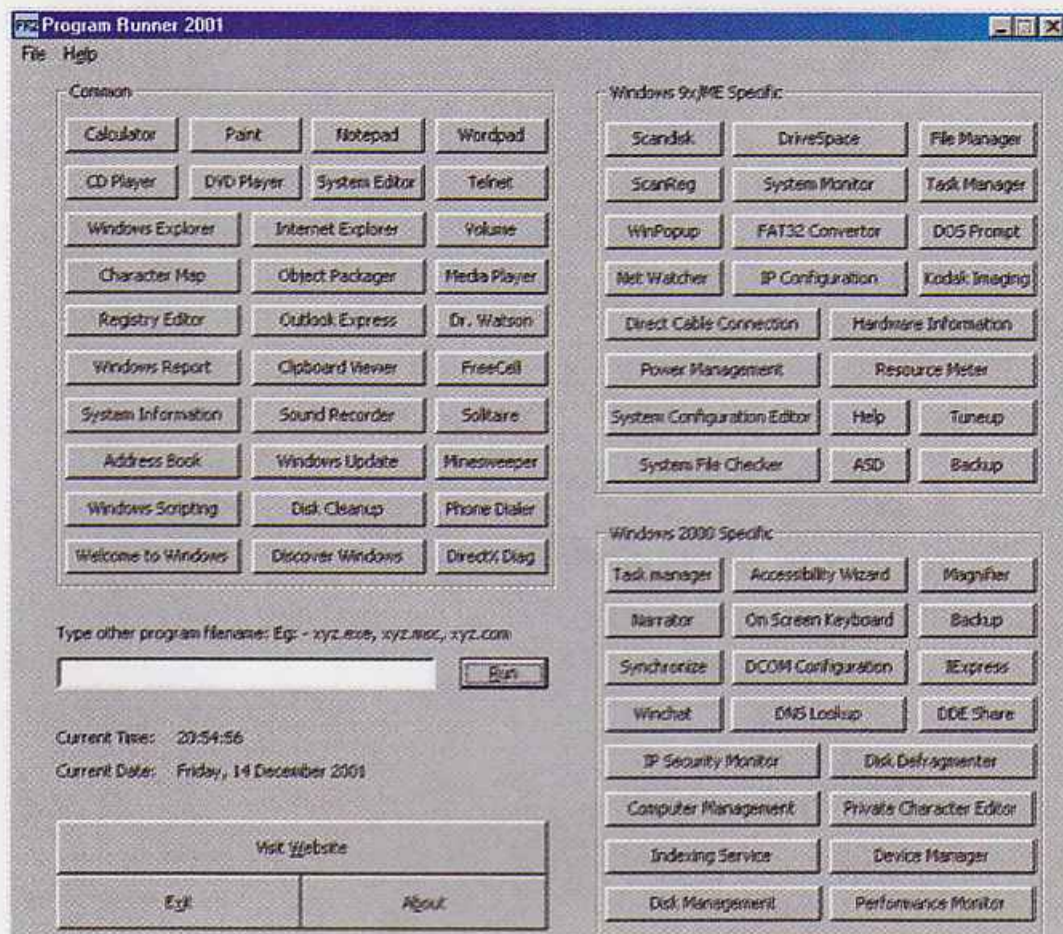 Program Runner 2001
File Help
Common
Calculator Paint Notepad Wordpad
CD Player DVD Player System Editor Telnet
Windows Explorer Internet Explorer Volume
Character Map Object Packager Media Player
Registry Editor Outlook Express Dr. Watson
Windows Report Clipboard Viewer FreeCell
System Information Sound Recorder Solitaire
Address Book Windows Update Minesweeper
Windows Scripting Disk Cleanup Phone Dialer
Welcome to Windows Discover Windows DirectX Diag
Type other program filename: Eg: - xyz.exe, xyz.msc, xyz.com
Run
Current Time: 20:54:56
Current Date: Friday, 14 December 2001
Visit Website
Exit About
Windows 9x/ME Specific
Scandisk DriveSpace File Manager
ScanReg System Monitor Task Manager
WinPopup FAT32 Convertor DOS Prompt
Net Watcher IP Configuration Kodak Imaging
Direct Cable Connection Hardware Information
Power Management Resource Meter
System Configuration Editor Help Tuneup
System File Checker ASD Backup
Windows 2000 Specific
Task manager Accessibility Wizard Magnifier
Narrator On Screen Keyboard Backup
Synchronize DCOM Configuration IExpress
Winchat DNS Lookup DDE Share
IP Security Monitor Disk Defragmenter
Computer Management Private Character Editor
Indexing Service Device Manager
Disk Management Performance Monitor